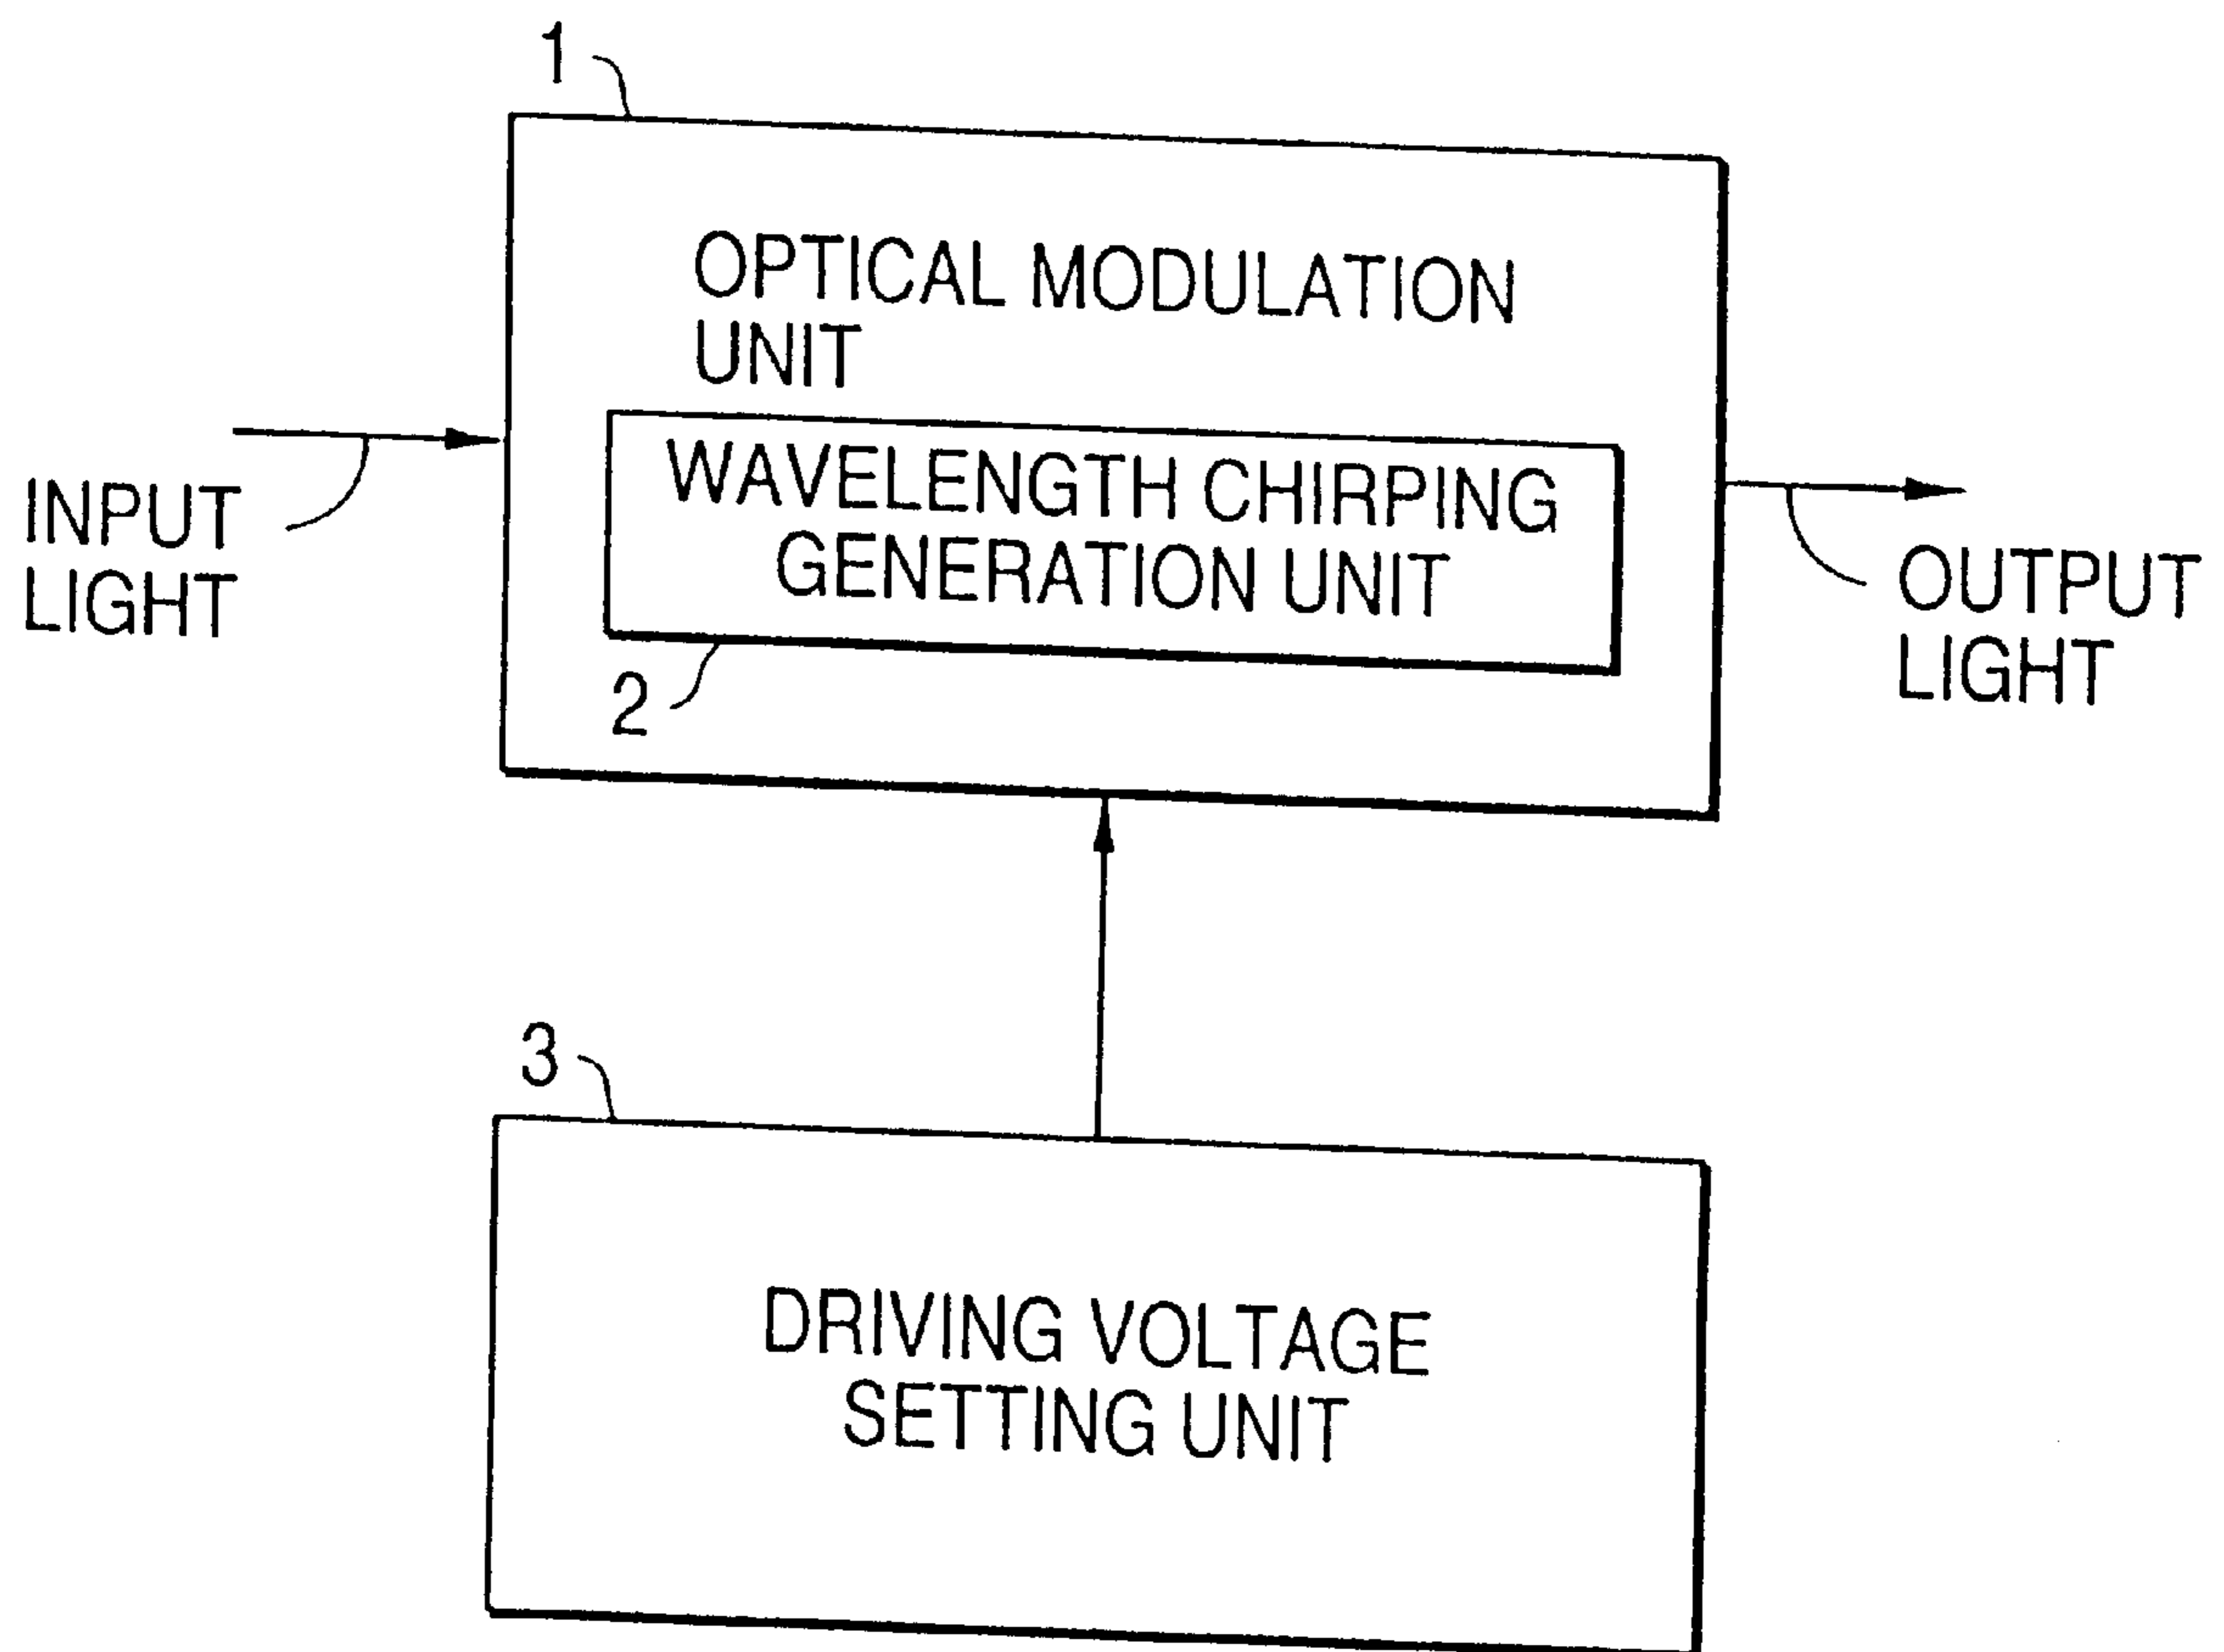 1
OPTICAL MODULATION
UNIT
WAVELENGTH CHIRPING
GENERATION UNIT
2
INPUT
LIGHT
OUTPUT
LIGHT
3
DRIVING VOLTAGE
SETTING UNIT